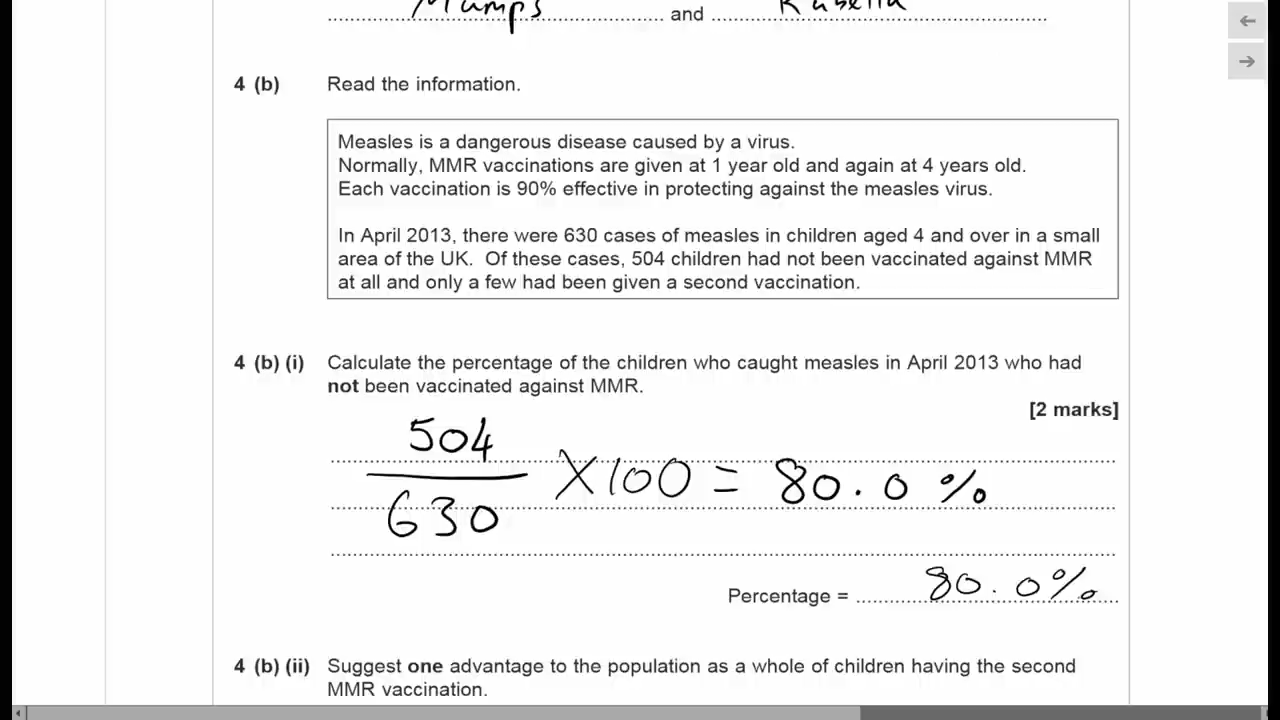 Mumps and Rubella
4 (b) Read the information.
Measles is a dangerous disease caused by a virus.
Normally, MMR vaccinations are given at 1 year old and again at 4 years old.
Each vaccination is 90% effective in protecting against the measles virus.
In April 2013, there were 630 cases of measles in children aged 4 and over in a small
area of the UK. Of these cases, 504 children had not been vaccinated against MMR
at all and only a few had been given a second vaccination.
4 (b) (i) Calculate the percentage of the children who caught measles in April 2013 who had
not been vaccinated against MMR.
[2 marks]
504
630
X100 = 80.0 %
Percentage = 80.0%
4 (b) (ii) Suggest one advantage to the population as a whole of children having the second
MMR vaccination.